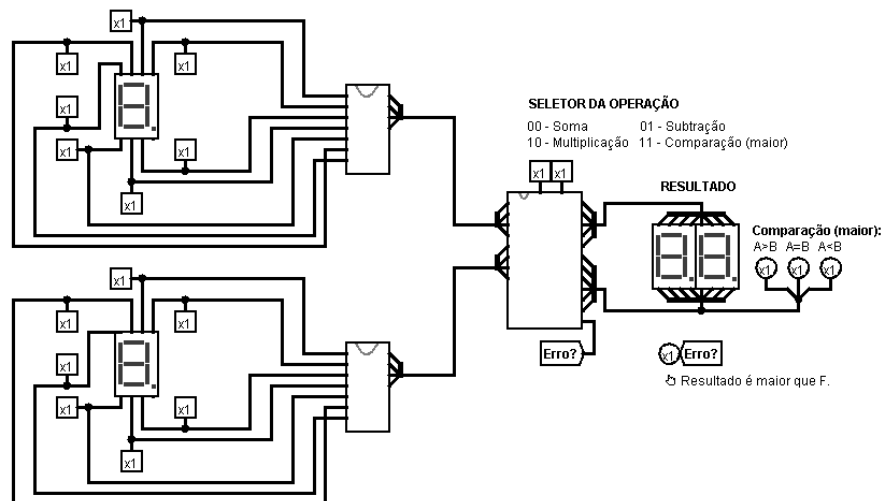 x1
x1
x1
x1
x1
x1
x1
SELETOR DA OPERAÇÃO
00 - Soma 01 - Subtração
10 - Multiplicação 11 - Comparação (maior)
x1 x1
RESULTADO
Comparação (maior):
A>B A=B A<B
x1 x1 x1
x1
x1
x1
x1
x1
x1
x1
Erro?
x1 Erro?
Resultado é maior que F.